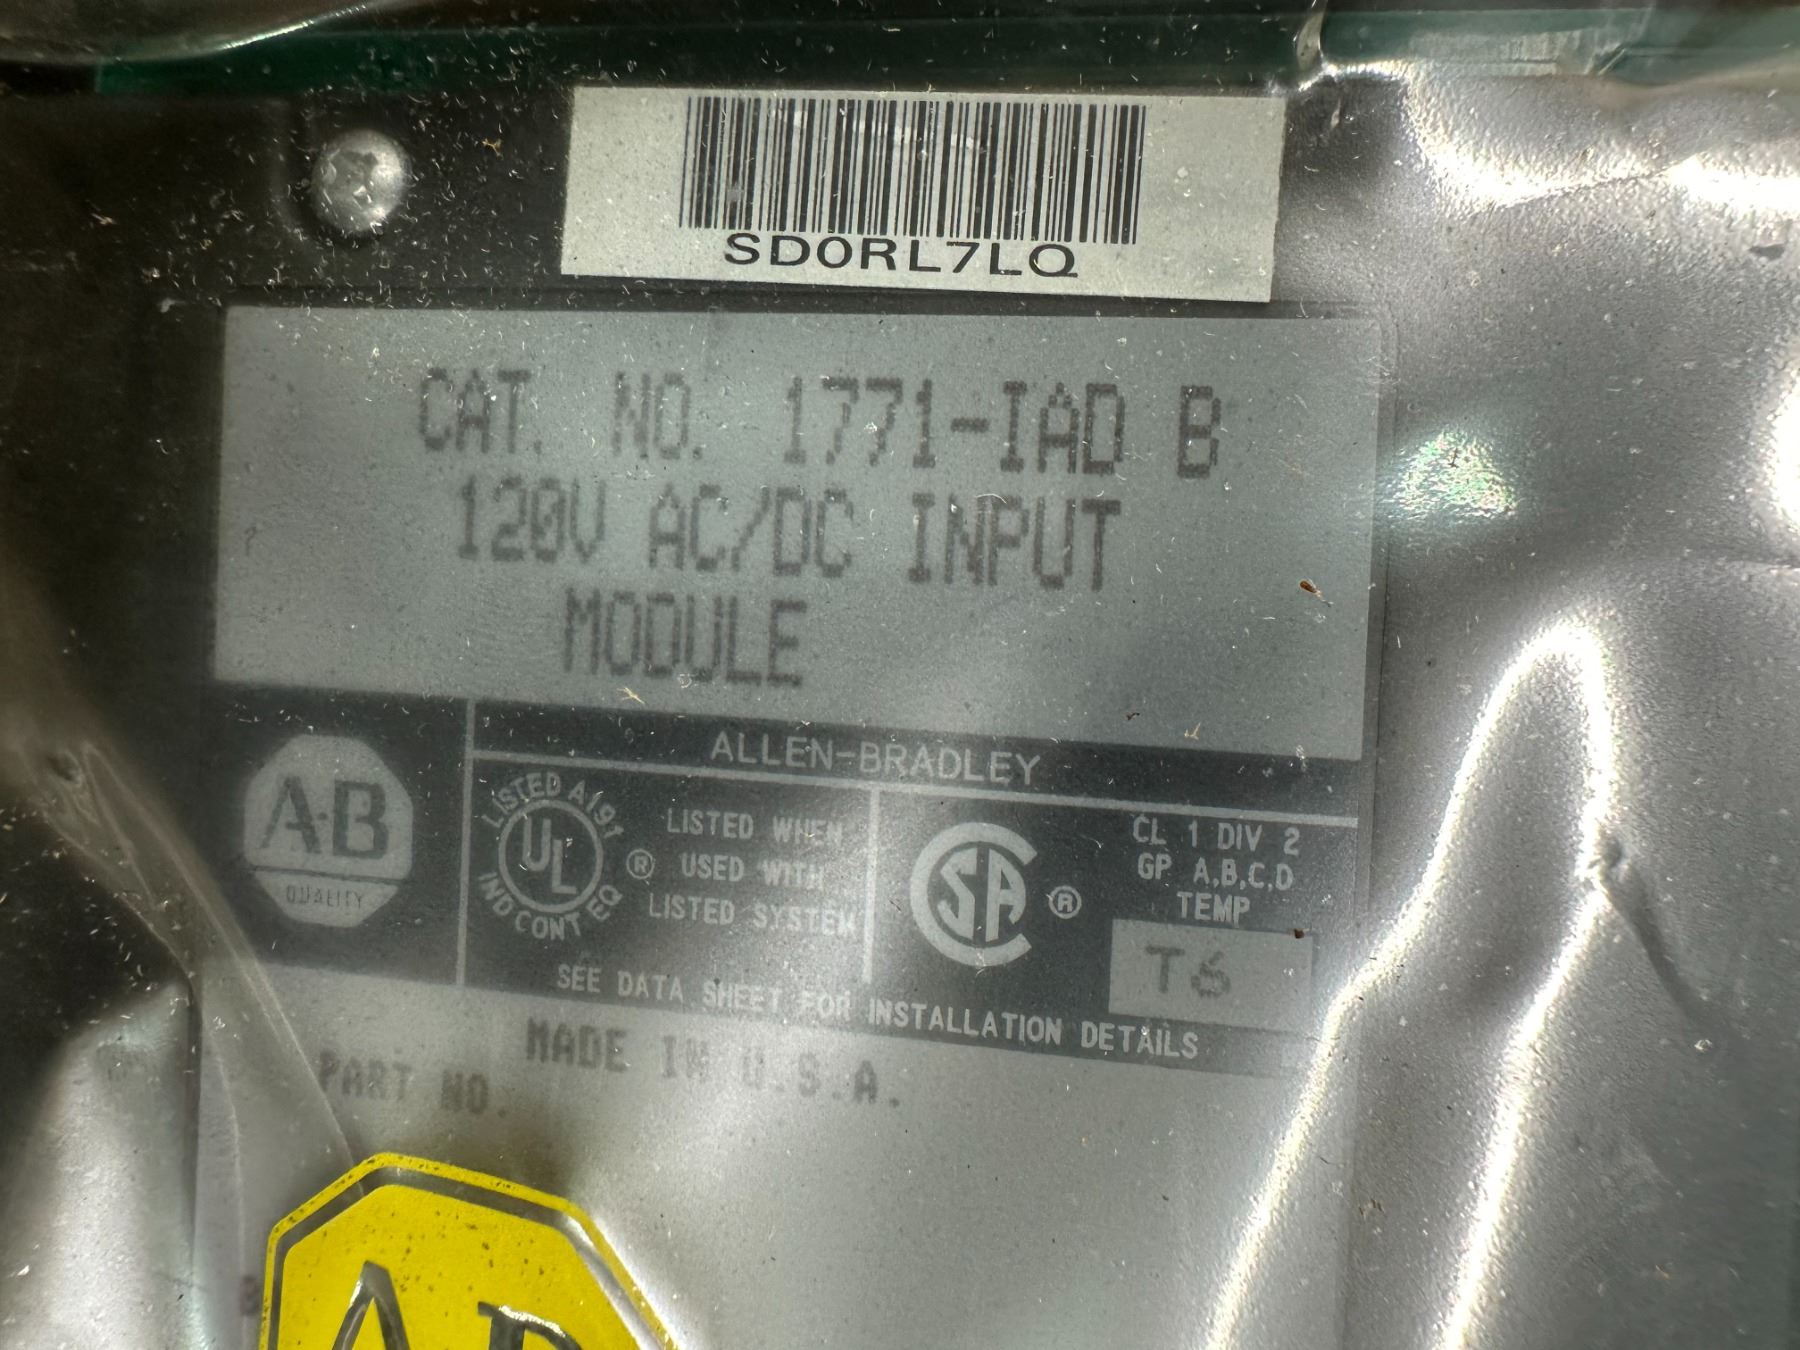 SD0RL7LQ
CAT. NO. 1771-IAD B
120V AC/DC INPUT
MODULE
ALLEN-BRADLEY
A·B
QUALITY
LISTED A191
UL
IND CONT EQ
®
LISTED WHEN
USED WITH
LISTED SYSTEM
SA
®
CL 1 DIV 2
GP A,B,C,D
TEMP
T6
SEE DATA SHEET FOR INSTALLATION DETAILS
MADE IN U.S.A.
PART NO.